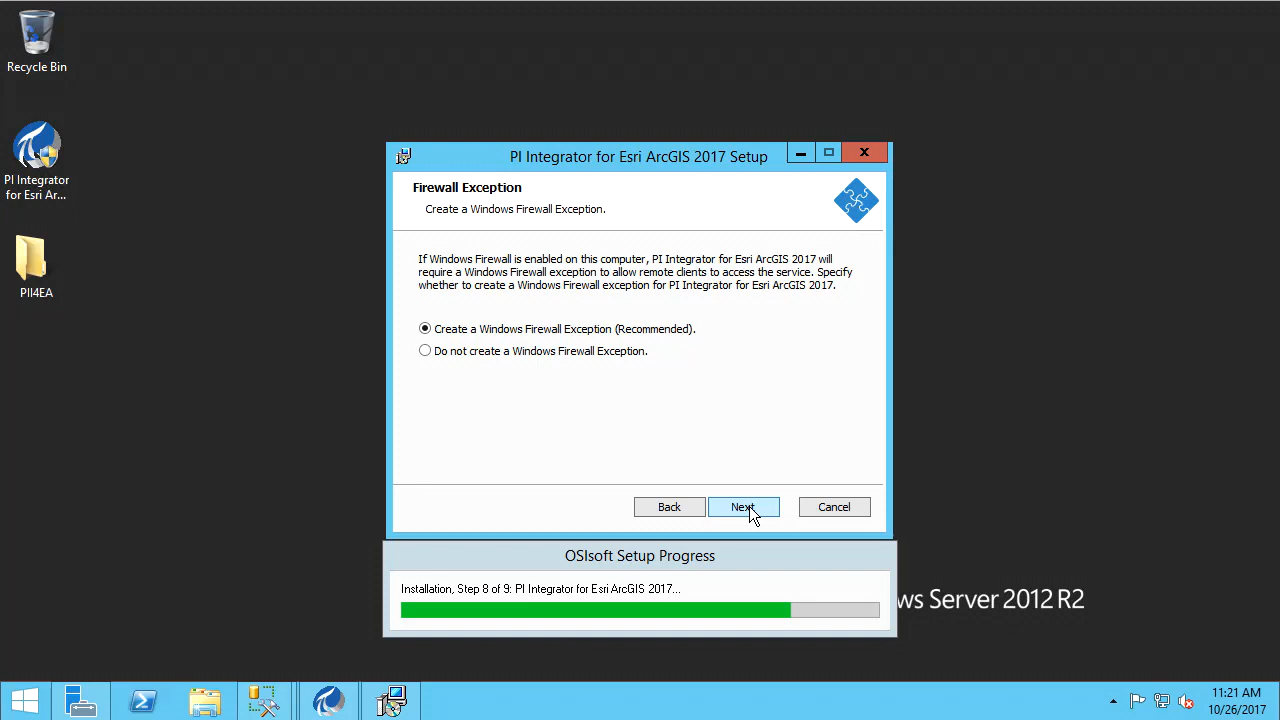 Recycle Bin
PI Integrator
for Esri Ar...
PII4EA
PI Integrator for Esri ArcGIS 2017 Setup
Firewall Exception
Create a Windows Firewall Exception.
If Windows Firewall is enabled on this computer, PI Integrator for Esri ArcGIS 2017 will
require a Windows Firewall exception to allow remote clients to access the service. Specify
whether to create a Windows Firewall exception for PI Integrator for Esri ArcGIS 2017.
Create a Windows Firewall Exception (Recommended).
Do not create a Windows Firewall Exception.
Back
Next
Cancel
OSIsoft Setup Progress
Installation, Step 8 of 9: PI Integrator for Esri ArcGIS 2017...
ws Server 2012 R2
11:21 AM
10/26/2017